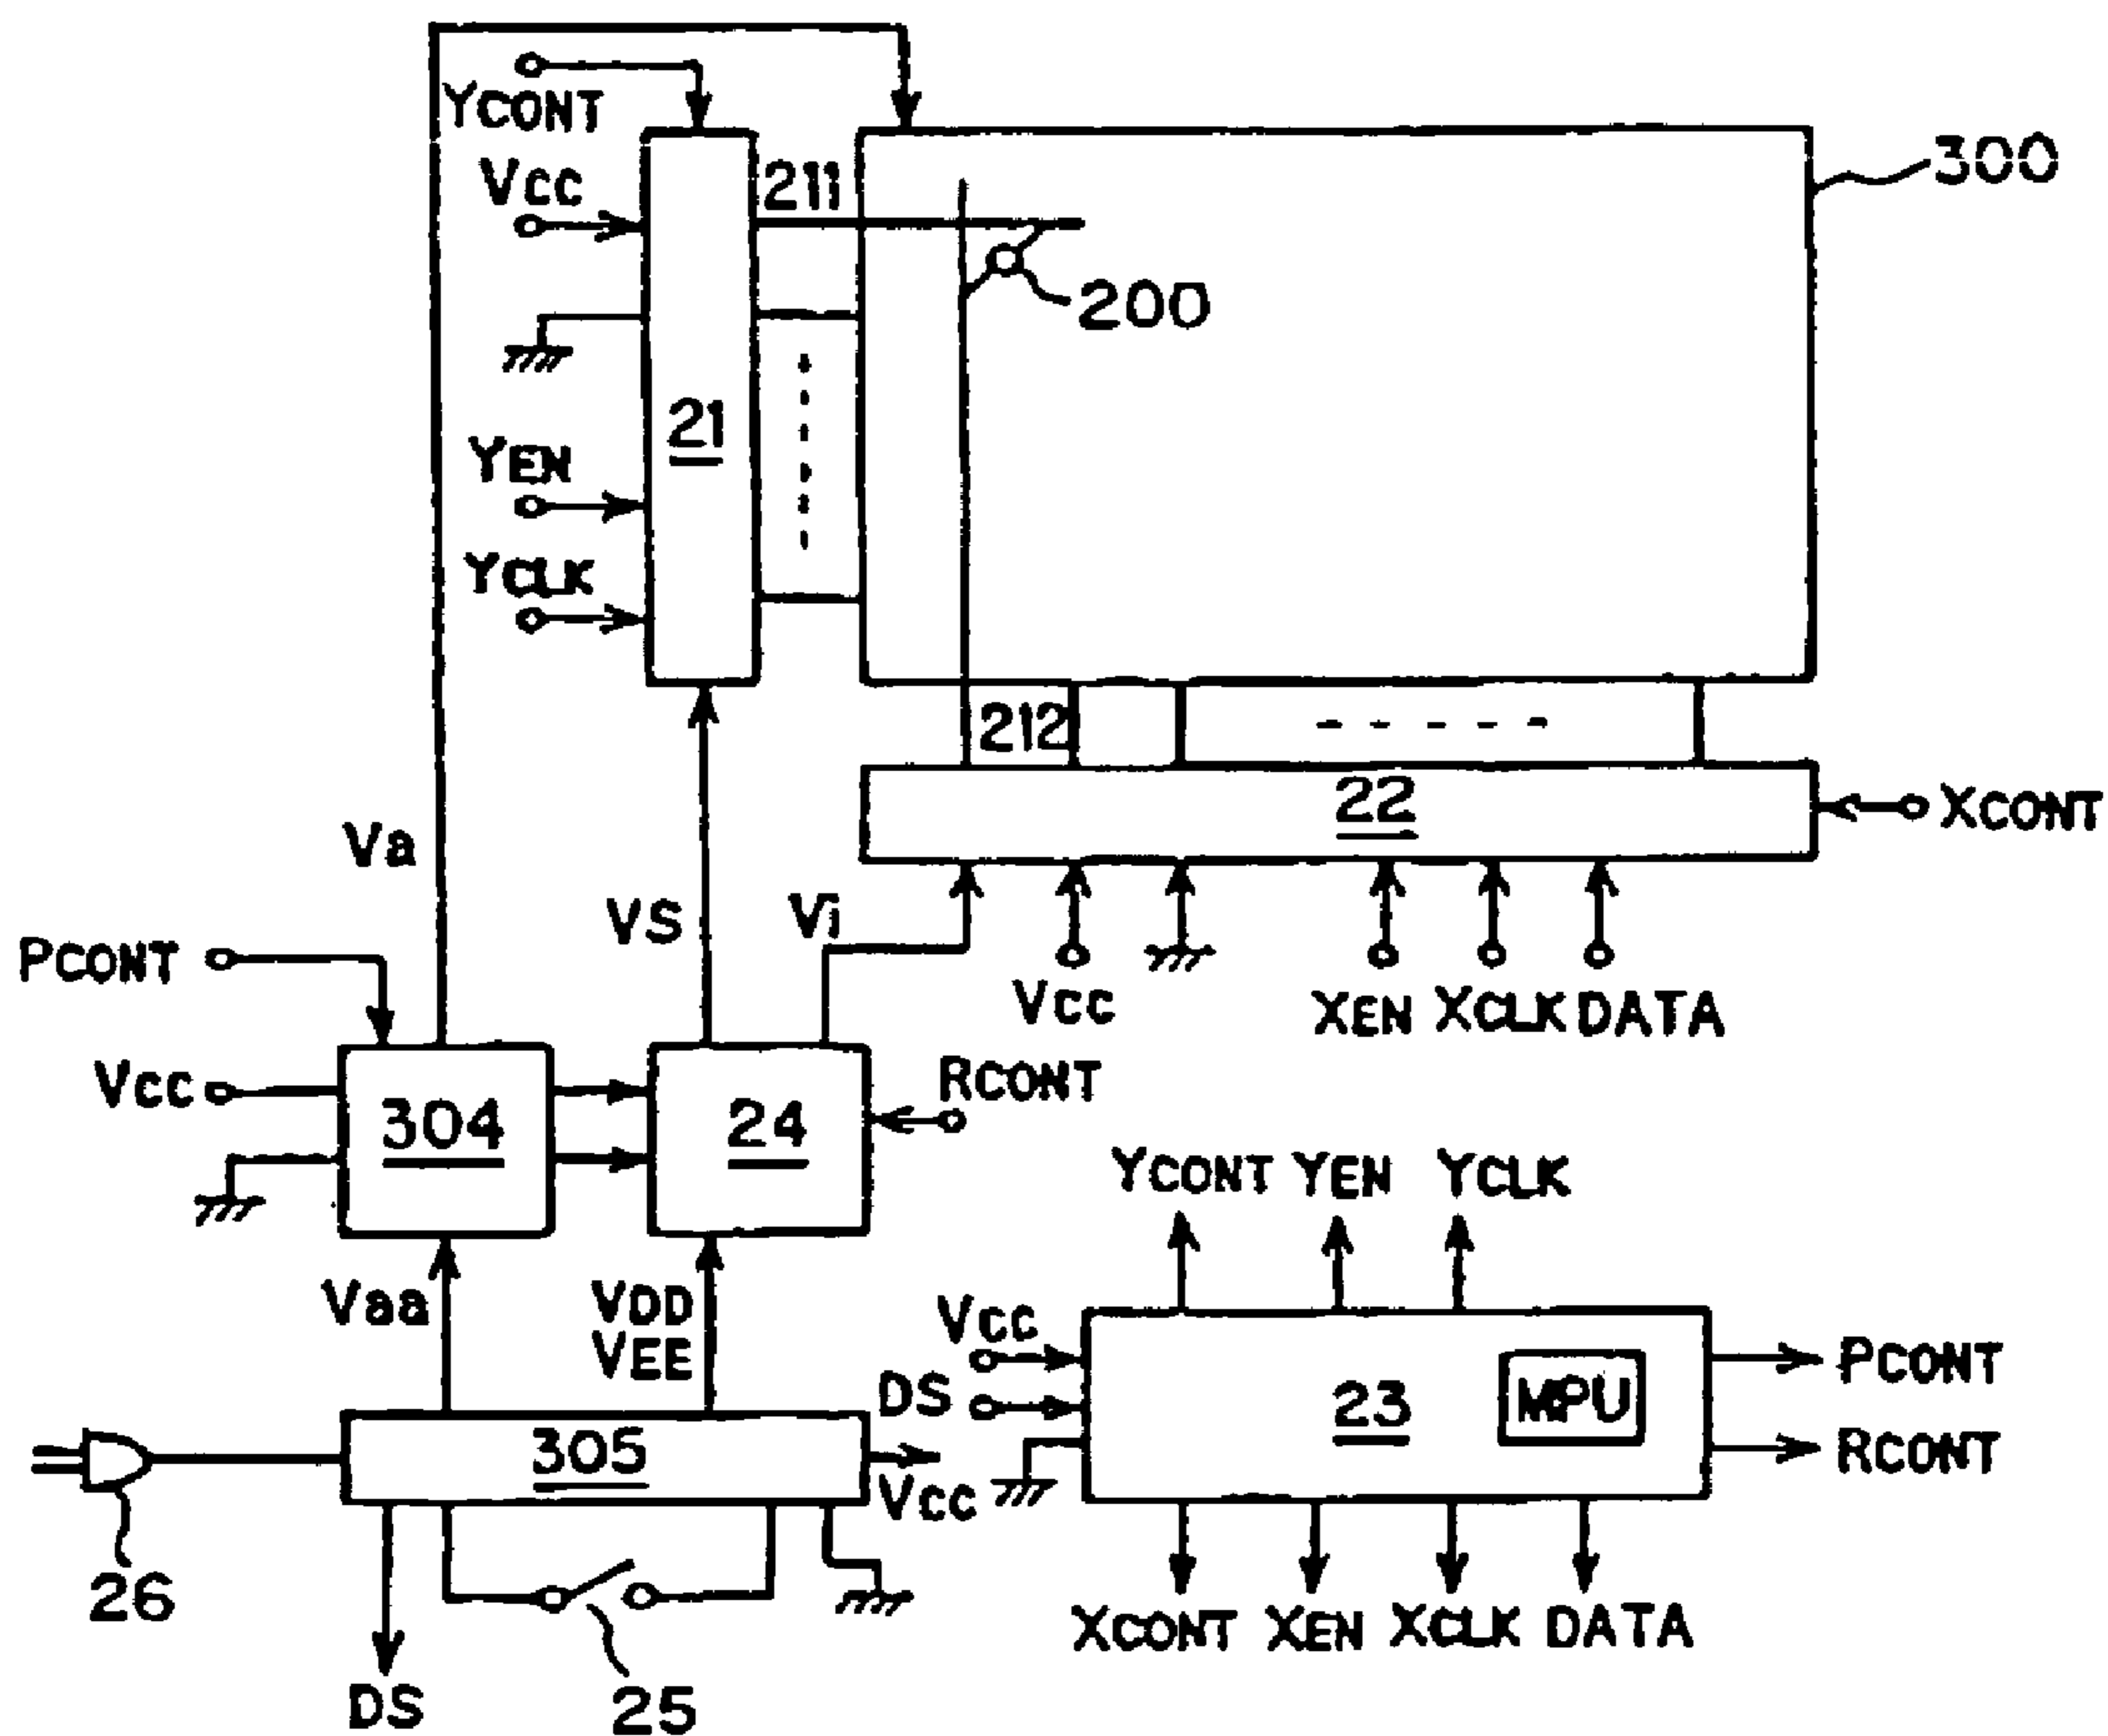 YCONT
VCC
211
300
200
21
YEN
YCLK
212
22
XCONT
Va
VS
Vi
PCONT
VCC
XEN XCLK DATA
VCC
RCONT
304
24
YCONT YEN YCLK
Vaa
VDD
VEE
VCC
PCONT
DS
23
MPU
305
RCONT
VCC
26
XCONT XEN XCLK DATA
DS
25